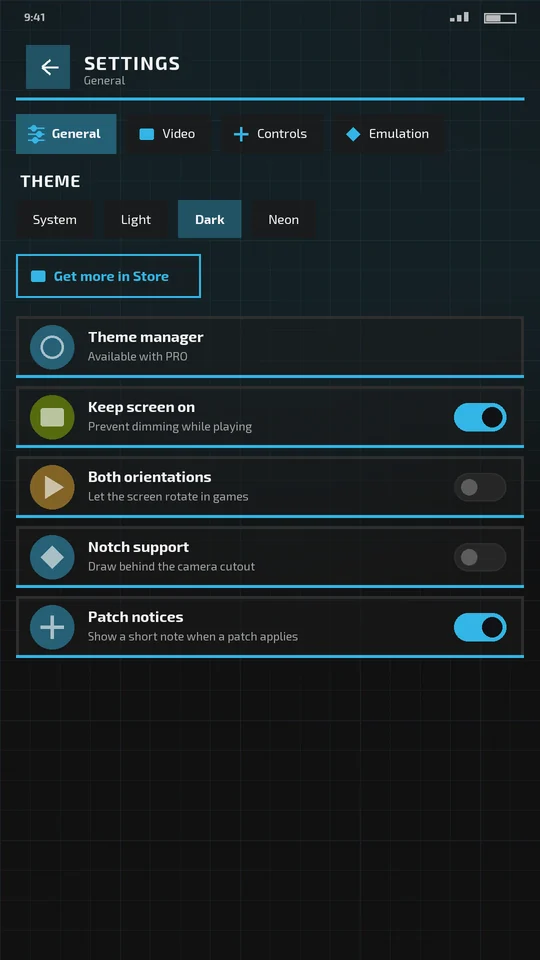 9:41
SETTINGS
General
General Video Controls Emulation
THEME
System Light Dark Neon
Get more in Store
Theme manager
Available with PRO
Keep screen on
Prevent dimming while playing
Both orientations
Let the screen rotate in games
Notch support
Draw behind the camera cutout
Patch notices
Show a short note when a patch applies